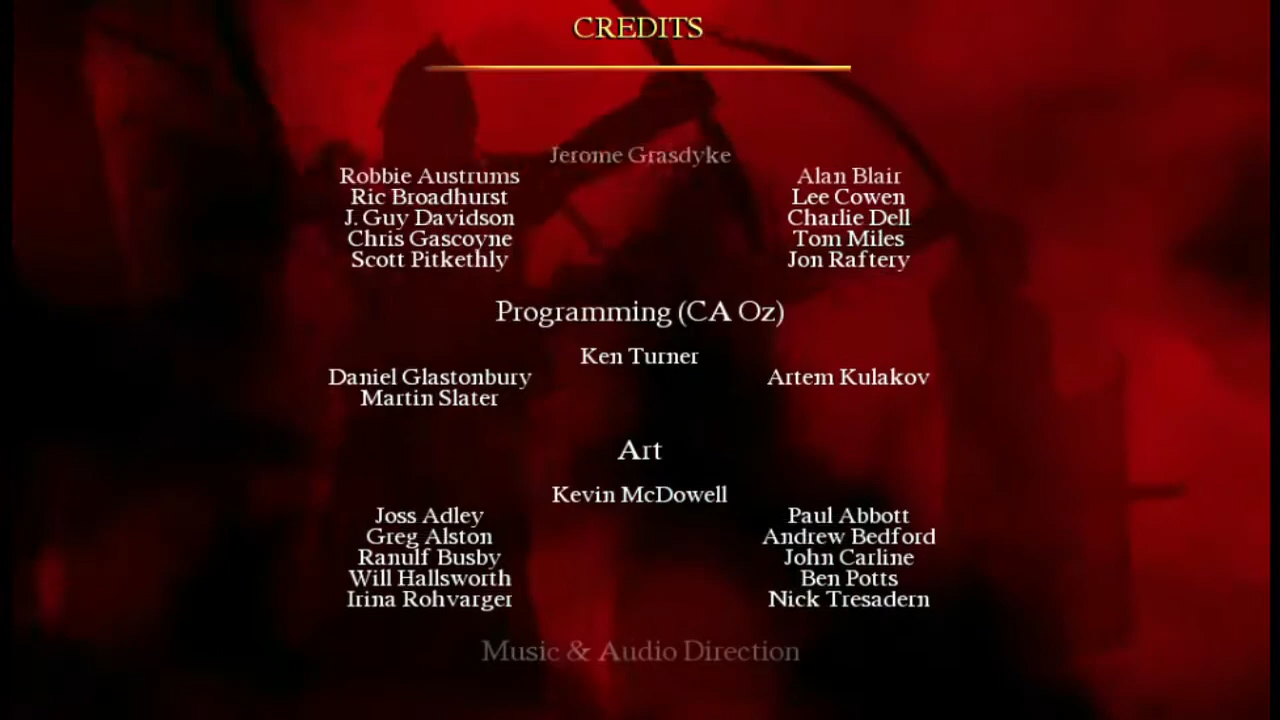 CREDITS
Jerome Grasdyke
Robbie Austrums Alan Blair
Ric Broadhurst Lee Cowen
J. Guy Davidson Charlie Dell
Chris Gascoyne Tom Miles
Scott Pitkethly Jon Raftery
Programming (CA Oz)
Ken Turner
Daniel Glastonbury Artem Kulakov
Martin Slater
Art
Kevin McDowell
Joss Adley Paul Abbott
Greg Alston Andrew Bedford
Ranulf Busby John Carline
Will Hallsworth Ben Potts
Irina Rohvarger Nick Tresadern
Music & Audio Direction